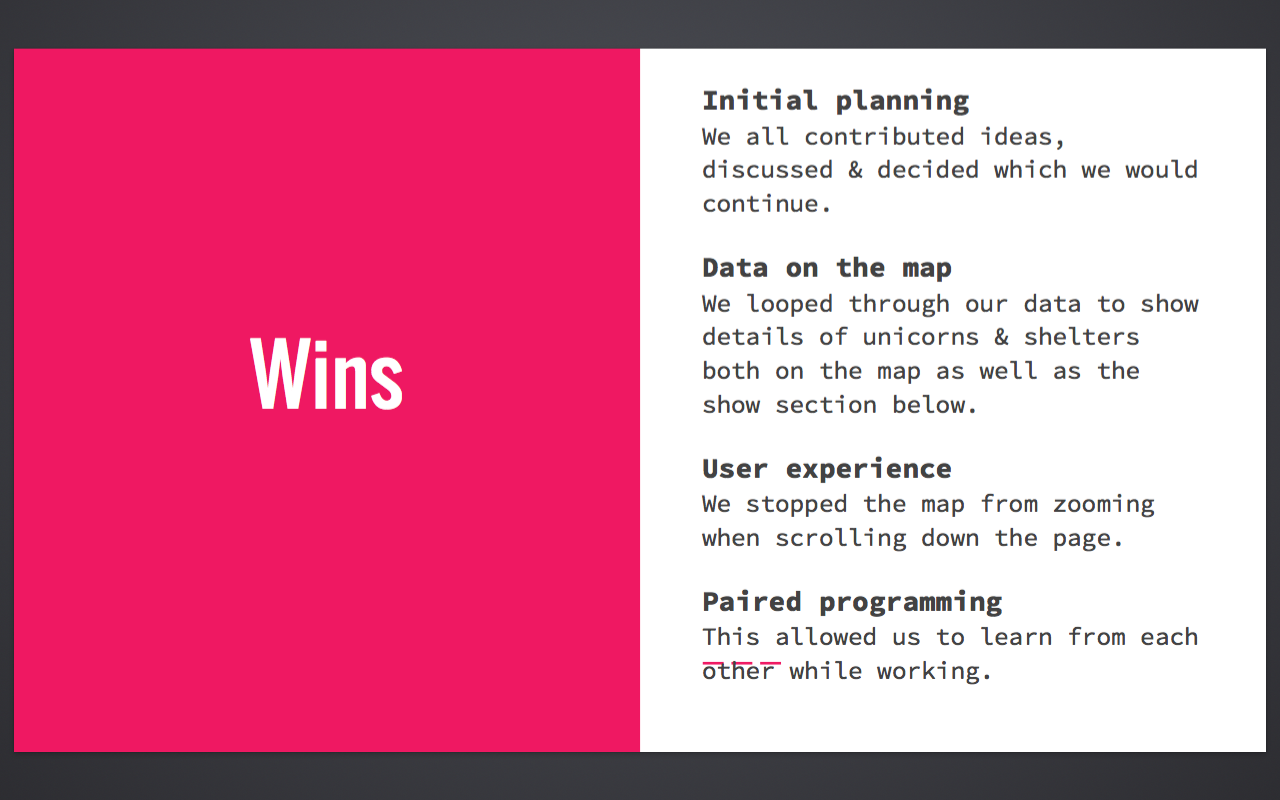 Wins
Initial planning
We all contributed ideas,
discussed & decided which we would
continue.
Data on the map
We looped through our data to show
details of unicorns & shelters
both on the map as well as the
show section below.
User experience
We stopped the map from zooming
when scrolling down the page.
Paired programming
This allowed us to learn from each
other while working.